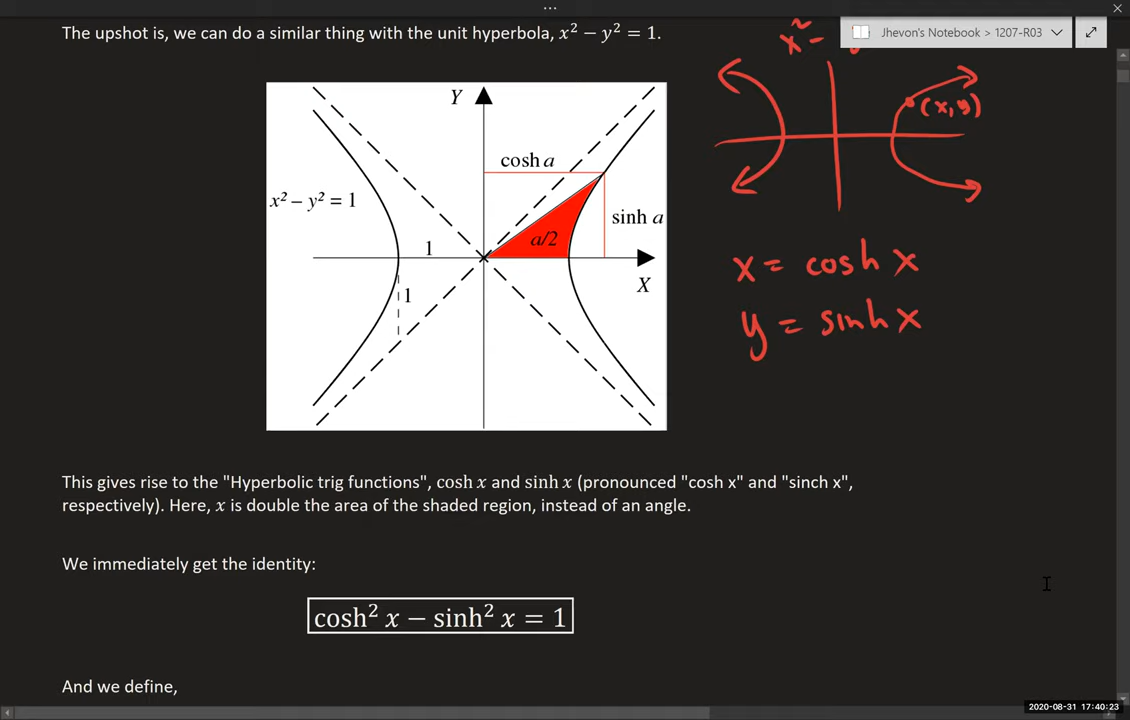 The upshot is, we can do a similar thing with the unit hyperbola, x² − y² = 1.
Jhevon's Notebook > 1207-R03
x² −
(x,y)
Y
cosh a
x² – y² = 1
sinh a
a/2
1
X
1
x = cosh x
y = sinh x
This gives rise to the "Hyperbolic trig functions", cosh x and sinh x (pronounced "cosh x" and "sinch x",
respectively). Here, x is double the area of the shaded region, instead of an angle.
We immediately get the identity:
cosh² x − sinh² x = 1
And we define,
2020-08-31 17:40:23